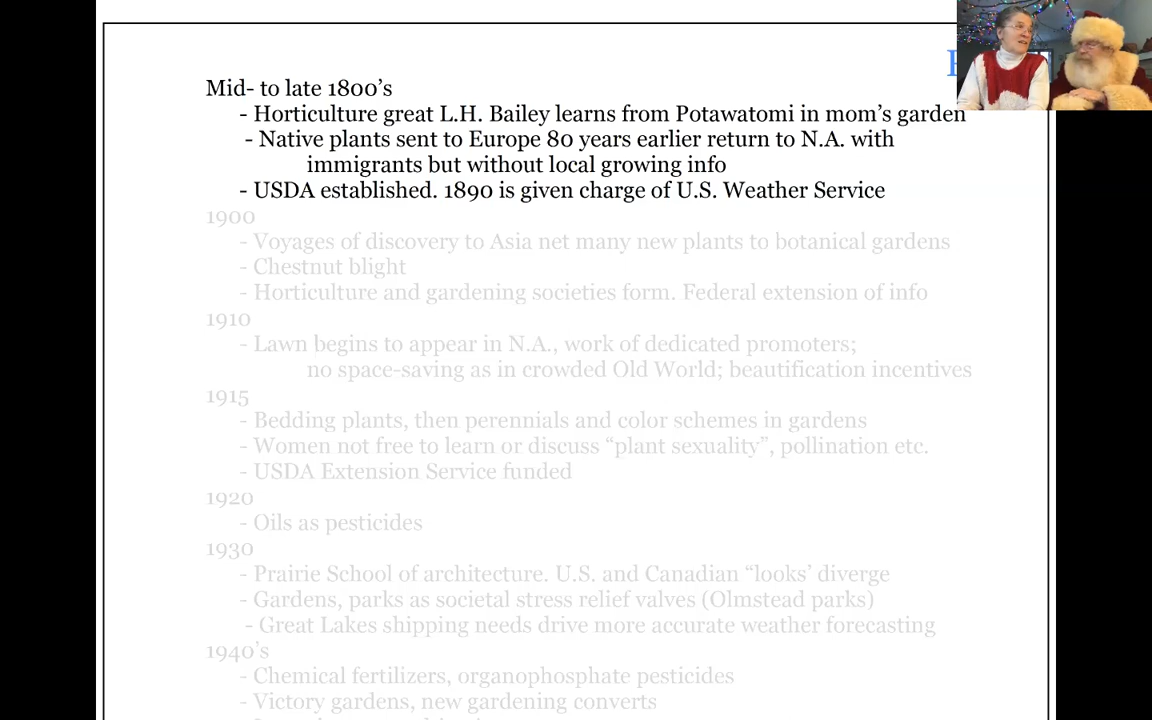 Mid- to late 1800’s
- Horticulture great L.H. Bailey learns from Potawatomi in mom’s garden
- Native plants sent to Europe 80 years earlier return to N.A. with
immigrants but without local growing info
- USDA established. 1890 is given charge of U.S. Weather Service
1900
- Voyages of discovery to Asia net many new plants to botanical gardens
- Chestnut blight
- Horticulture and gardening societies form. Federal extension of info
1910
- Lawn begins to appear in N.A., work of dedicated promoters;
no space-saving as in crowded Old World; beautification incentives
1915
- Bedding plants, then perennials and color schemes in gardens
- Women not free to learn or discuss “plant sexuality”, pollination etc.
- USDA Extension Service funded
1920
- Oils as pesticides
1930
- Prairie School of architecture. U.S. and Canadian “looks’ diverge
- Gardens, parks as societal stress relief valves (Olmstead parks)
- Great Lakes shipping needs drive more accurate weather forecasting
1940’s
- Chemical fertilizers, organophosphate pesticides
- Victory gardens, new gardening converts